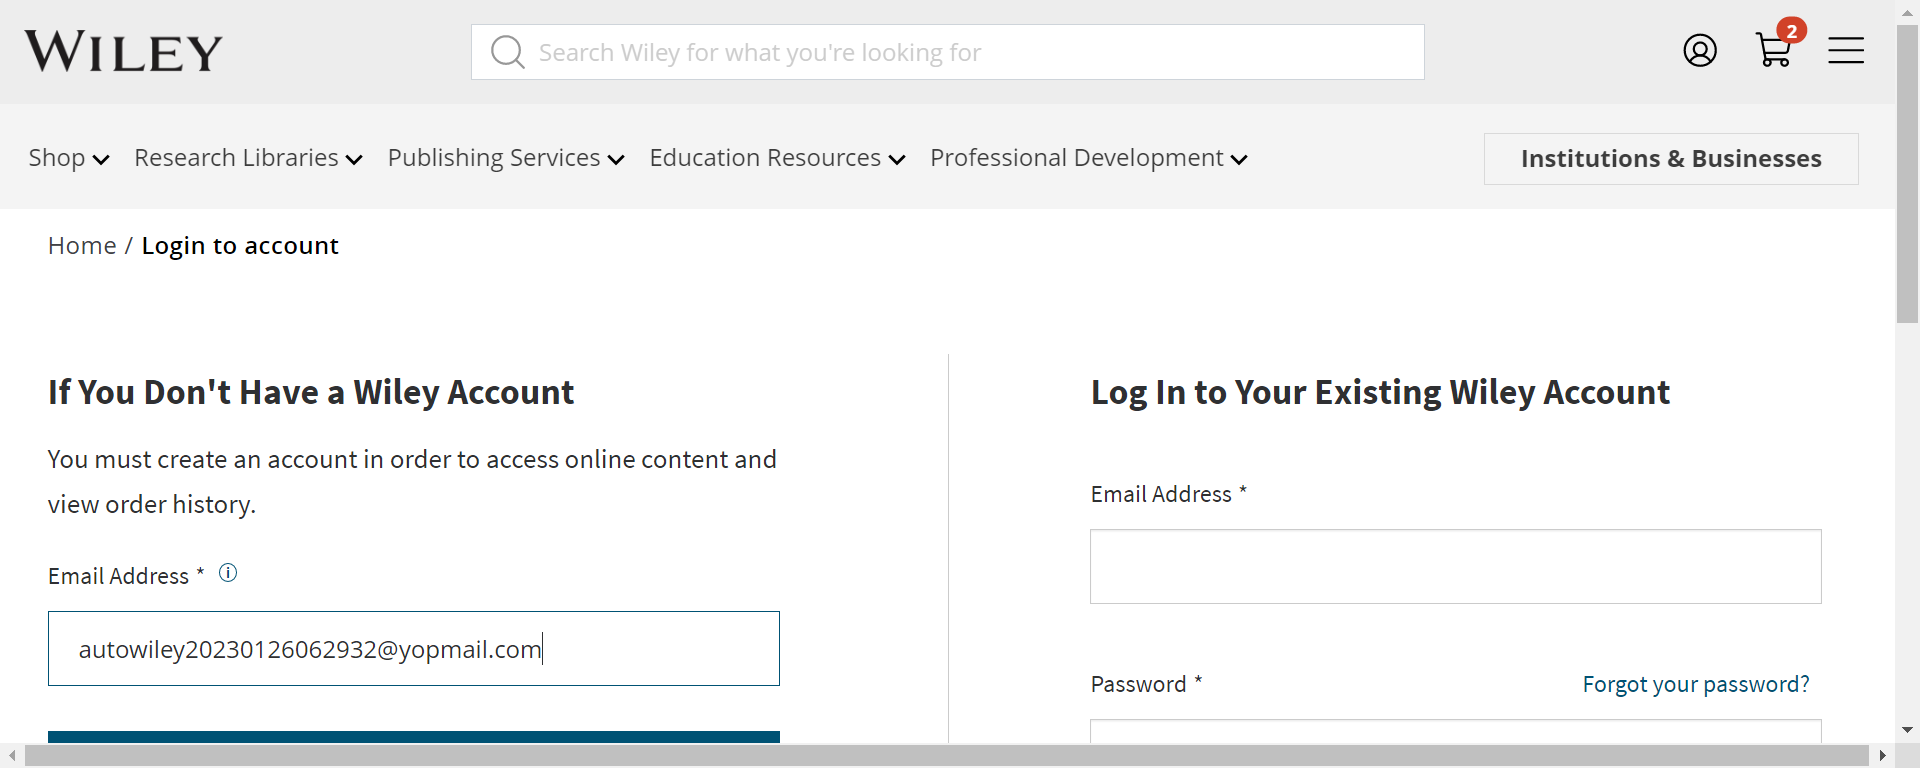 WILEY
Search Wiley for what you're looking for
2
Shop
Research Libraries
Publishing Services
Education Resources
Professional Development
Institutions & Businesses
Home / Login to account
If You Don't Have a Wiley Account
You must create an account in order to access online content and
view order history.
Email Address *
autowiley20230126062932@yopmail.com
Log In to Your Existing Wiley Account
Email Address *
Password *
Forgot your password?